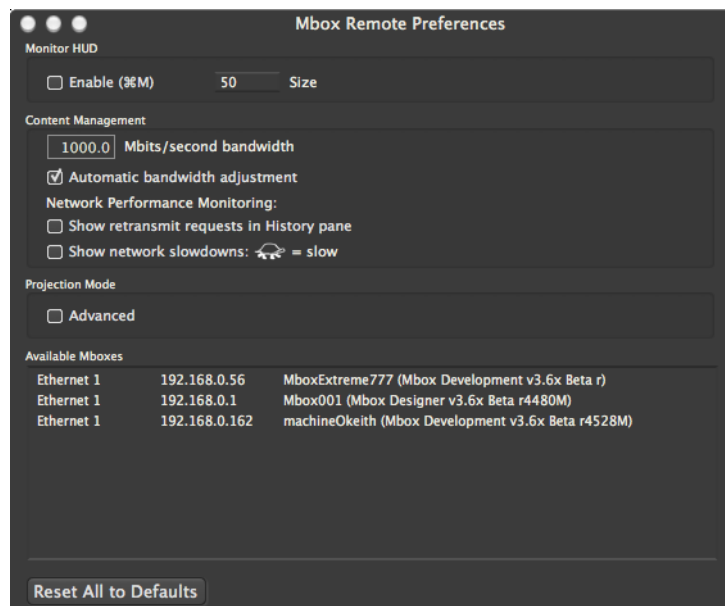 Mbox Remote Preferences
Monitor HUD
Enable (⌘M) 50 Size
Content Management
1000.0 Mbits/second bandwidth
Automatic bandwidth adjustment
Network Performance Monitoring:
Show retransmit requests in History pane
Show network slowdowns: = slow
Projection Mode
Advanced
Available Mboxes
Ethernet 1 192.168.0.56 MboxExtreme777 (Mbox Development v3.6x Beta r)
Ethernet 1 192.168.0.1 Mbox001 (Mbox Designer v3.6x Beta r4480M)
Ethernet 1 192.168.0.162 machineOkeith (Mbox Development v3.6x Beta r4528M)
Reset All to Defaults